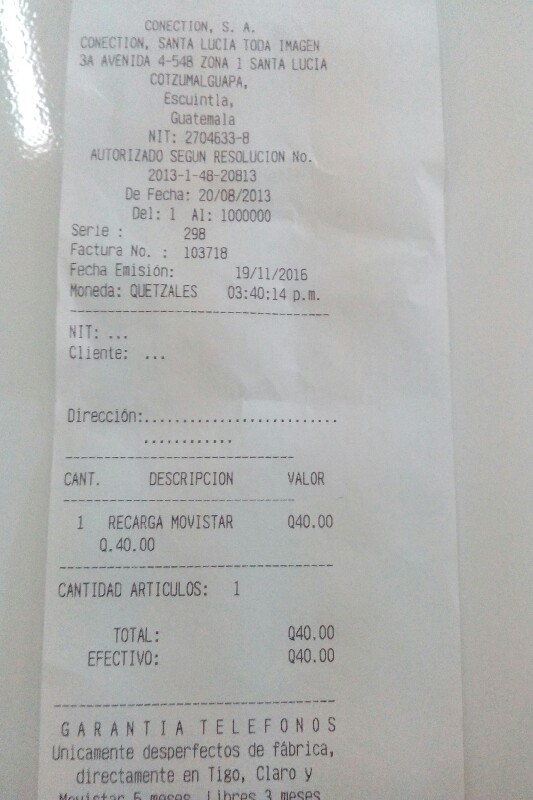 CONECTION, S. A.
CONECTION, SANTA LUCIA TODA IMAGEN
3A AVENIDA 4-548 ZONA 1 SANTA LUCIA
COTZUMALGUAPA,
Escuintla,
Guatemala
NIT: 2704633-8
AUTORIZADO SEGUN RESOLUCION No.
2013-1-48-20813
De Fecha: 20/08/2013
Del: 1 Al: 1000000
Serie : 298
Factura No. : 103718
Fecha Emisión: 19/11/2016
Moneda: QUETZALES 03:40:14 p.m.
NIT: ...
Cliente: ...
Dirección:..........................
............
CANT. DESCRIPCION VALOR
1 RECARGA MOVISTAR Q40.00
Q.40.00
CANTIDAD ARTICULOS: 1
TOTAL: Q40.00
EFECTIVO: Q40.00
G A R A N T I A T E L E F O N O S
Unicamente desperfectos de fábrica,
directamente en Tigo, Claro y
Movistar 6 meses, Libres 3 meses